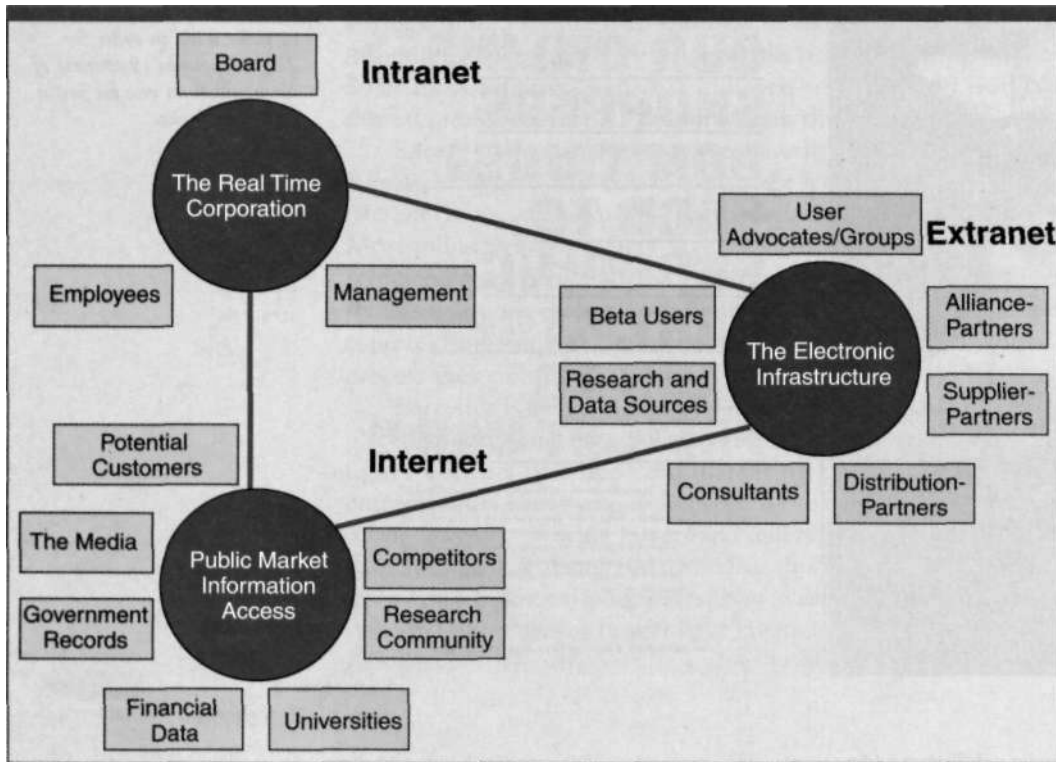 Board
Intranet
The Real Time
Corporation
Employees
Management
User
Advocates/Groups
Extranet
Beta Users
Alliance-
Partners
The Electronic
Infrastructure
Research and
Data Sources
Supplier-
Partners
Consultants
Distribution-
Partners
Internet
Potential
Customers
The Media
Public Market
Information
Access
Competitors
Government
Records
Research
Community
Financial
Data
Universities